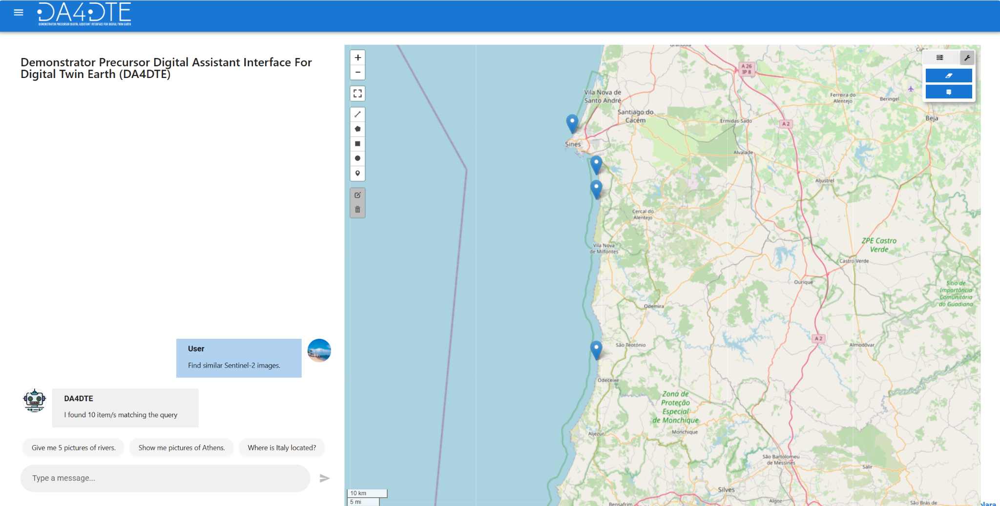 DA4DTE
DEMONSTRATOR PRECURSOR DIGITAL ASSISTANT INTERFACE FOR DIGITAL TWIN EARTH
Demonstrator Precursor Digital Assistant Interface For
Digital Twin Earth (DA4DTE)
User
Find similar Sentinel-2 images.
DA4DTE
I found 10 item/s matching the query
Give me 5 pictures of rivers.
Show me pictures of Athens.
Where is Italy located?
Type a message...
+
−
Grândola
Cuba
A 26
IP 8
Vila Nova de
Santo André
Ferreira do
Alentejo
Beringel
Santiago do
Cacém
Ermidas-Sado
A 2
Beja
Sines
Alvalade
Aljustrel
Cercal do
Alentejo
Vila Nova
de Milfontes
ZPE Castro
Verde
Castro Verde
Ourique
Sítio de
Importância
Comunitária
do Guadiana
Odemira
A 2
São Teotónio
Almodôvar
Odeceixe
Zona de
Proteção
Especial
de Monchique
Aljezur
Monchique
São Bartolomeu
de Messines
Salir
Silves
Bensafrim
Algoz
São Brás de
10 km
5 mi